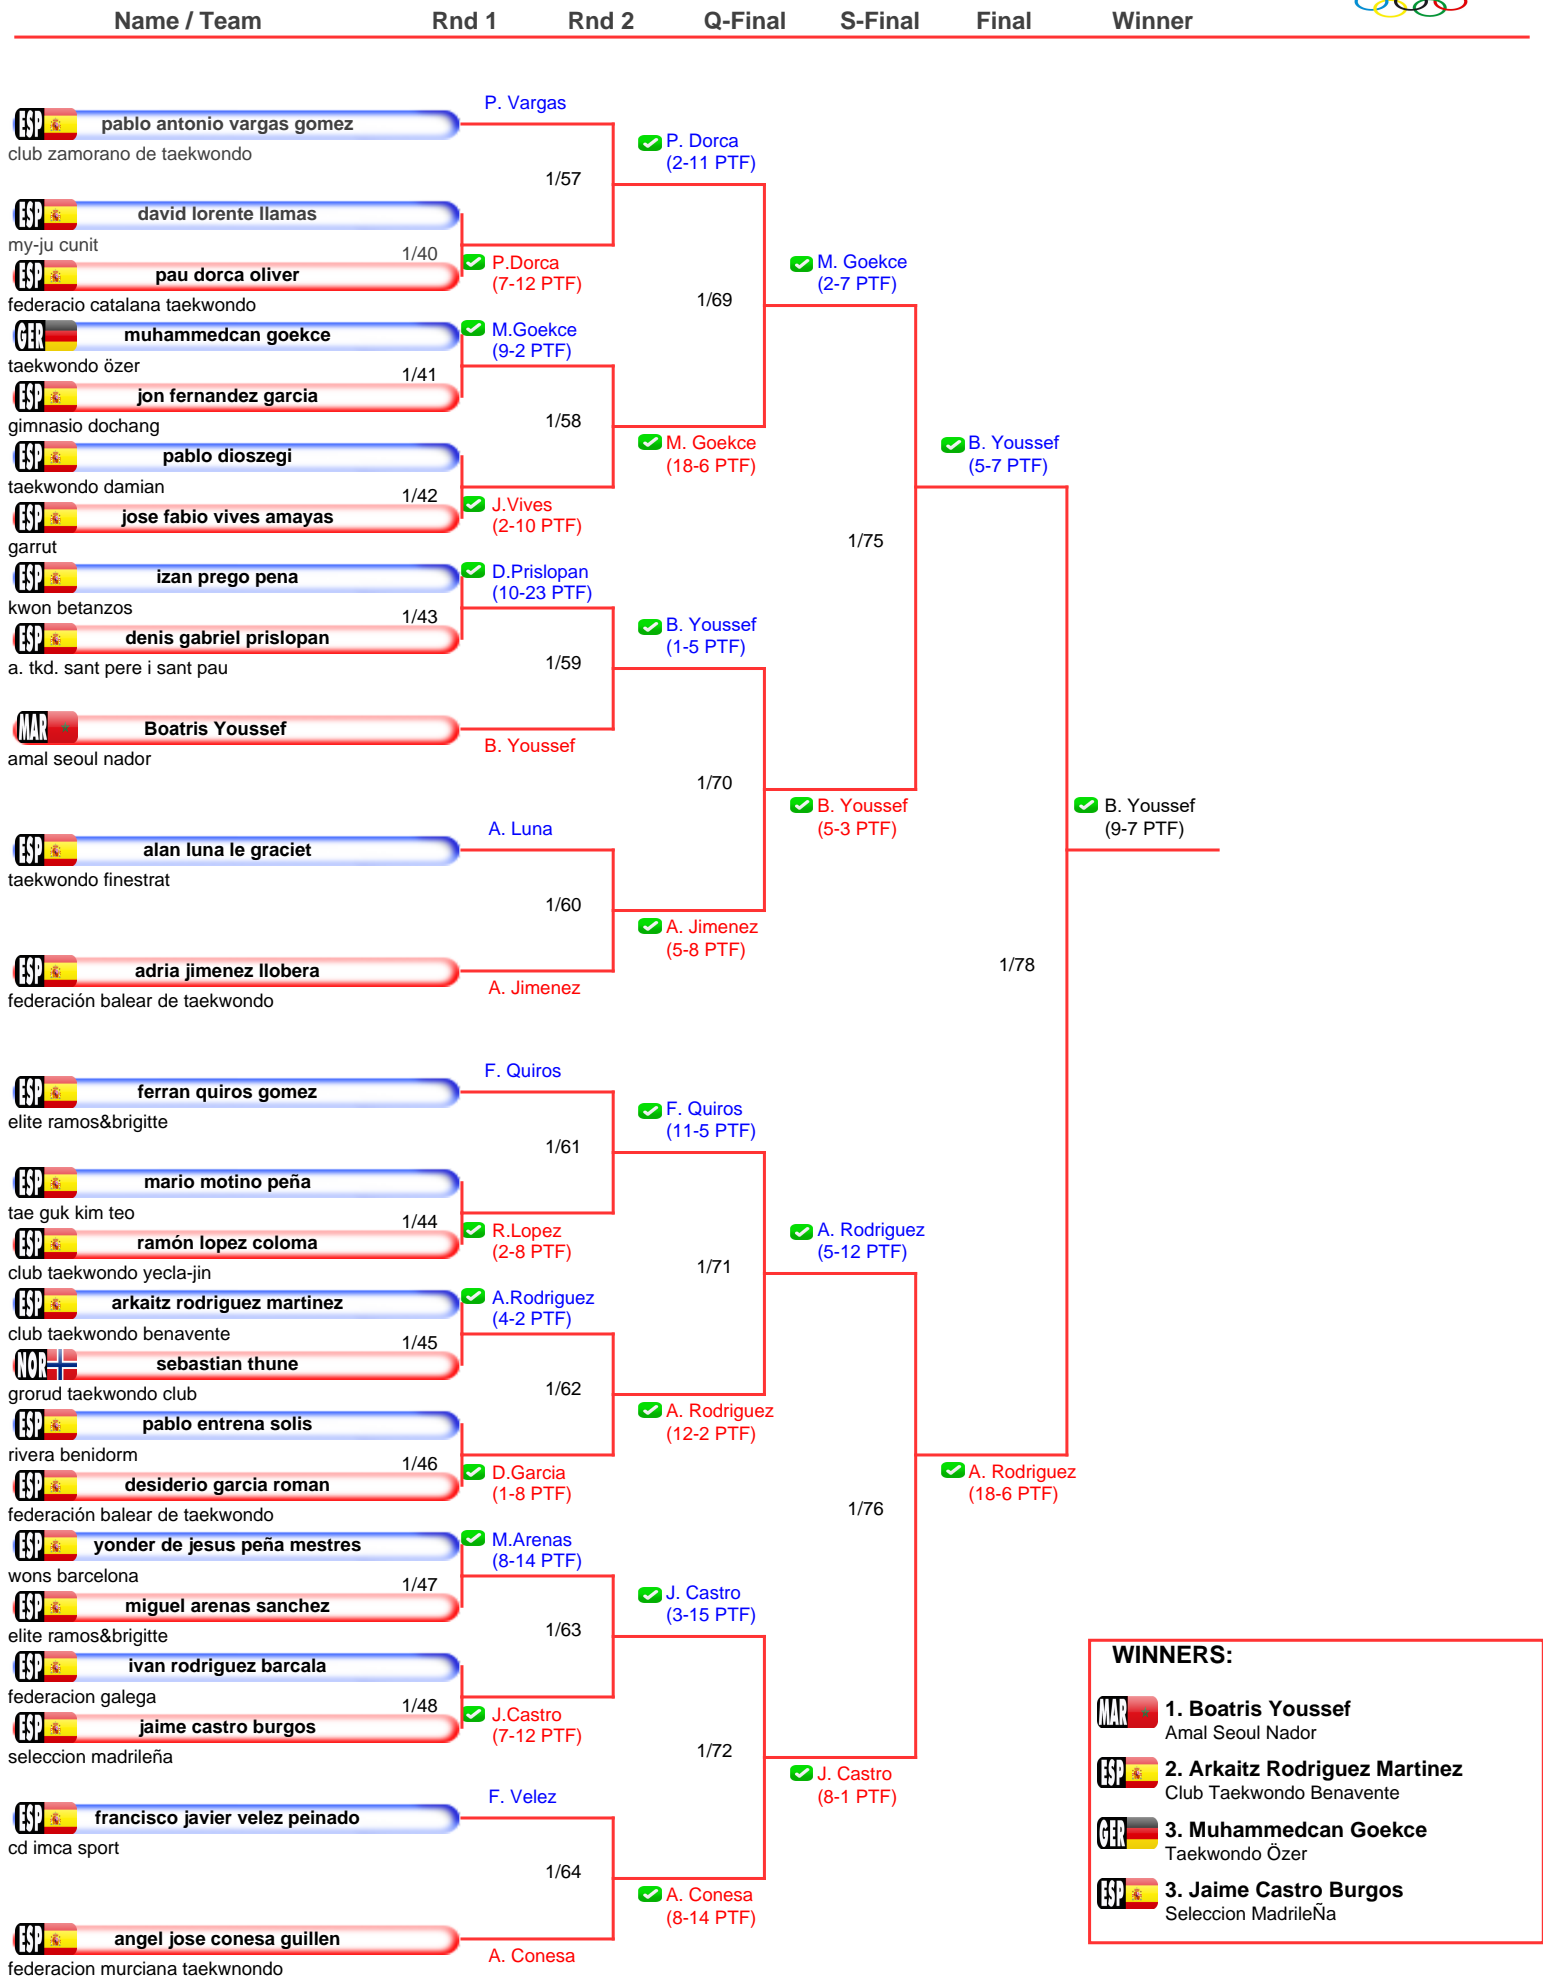 Name / Team Rnd 1 Rnd 2 Q-Final S-Final Final Winner
P. Vargas
ESP pablo antonio vargas gomez
club zamorano de taekwondo
P. Dorca
(2-11 PTF)
1/57
ESP david lorente llamas
my-ju cunit
1/40
P.Dorca
(7-12 PTF)
ESP pau dorca oliver
federacio catalana taekwondo
M. Goekce
(2-7 PTF)
1/69
GER muhammedcan goekce
taekwondo özer
M.Goekce
(9-2 PTF)
1/41
ESP jon fernandez garcia
gimnasio dochang
1/58
M. Goekce
(18-6 PTF)
B. Youssef
(5-7 PTF)
ESP pablo dioszegi
taekwondo damian
1/42
J.Vives
(2-10 PTF)
ESP jose fabio vives amayas
garrut
1/75
ESP izan prego pena
kwon betanzos
D.Prislopan
(10-23 PTF)
1/43
ESP denis gabriel prislopan
a. tkd. sant pere i sant pau
B. Youssef
(1-5 PTF)
1/59
MAR Boatris Youssef
amal seoul nador
B. Youssef
1/70
B. Youssef
(5-3 PTF)
B. Youssef
(9-7 PTF)
A. Luna
ESP alan luna le graciet
taekwondo finestrat
1/60
A. Jimenez
(5-8 PTF)
ESP adria jimenez llobera
federación balear de taekwondo
A. Jimenez
1/78
F. Quiros
ESP ferran quiros gomez
elite ramos&brigitte
F. Quiros
(11-5 PTF)
1/61
ESP mario motino peña
tae guk kim teo
1/44
R.Lopez
(2-8 PTF)
ESP ramón lopez coloma
club taekwondo yecla-jin
A. Rodriguez
(5-12 PTF)
1/71
ESP arkaitz rodriguez martinez
club taekwondo benavente
A.Rodriguez
(4-2 PTF)
1/45
NOR sebastian thune
grorud taekwondo club
1/62
A. Rodriguez
(12-2 PTF)
ESP pablo entrena solis
rivera benidorm
1/46
D.Garcia
(1-8 PTF)
ESP desiderio garcia roman
federación balear de taekwondo
A. Rodriguez
(18-6 PTF)
1/76
ESP yonder de jesus peña mestres
wons barcelona
M.Arenas
(8-14 PTF)
1/47
ESP miguel arenas sanchez
elite ramos&brigitte
J. Castro
(3-15 PTF)
1/63
ESP ivan rodriguez barcala
federacion galega
1/48
J.Castro
(7-12 PTF)
ESP jaime castro burgos
seleccion madrileña
1/72
J. Castro
(8-1 PTF)
F. Velez
ESP francisco javier velez peinado
cd imca sport
1/64
A. Conesa
(8-14 PTF)
ESP angel jose conesa guillen
federacion murciana taekwnondo
A. Conesa
WINNERS:
MAR 1. Boatris Youssef
Amal Seoul Nador
ESP 2. Arkaitz Rodriguez Martinez
Club Taekwondo Benavente
GER 3. Muhammedcan Goekce
Taekwondo Özer
ESP 3. Jaime Castro Burgos
Seleccion MadrileÑa